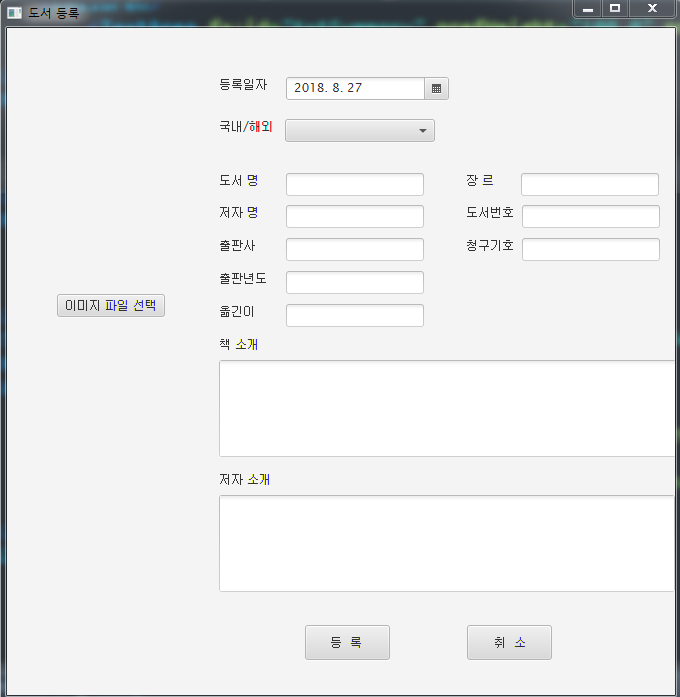 도서 등록
등록일자 2018. 8. 27
국내/해외
도서 명 장 르
저자 명 도서번호
출판사 청구기호
출판년도
이미지 파일 선택
옮긴이
책 소개
저자 소개
등 록 취 소